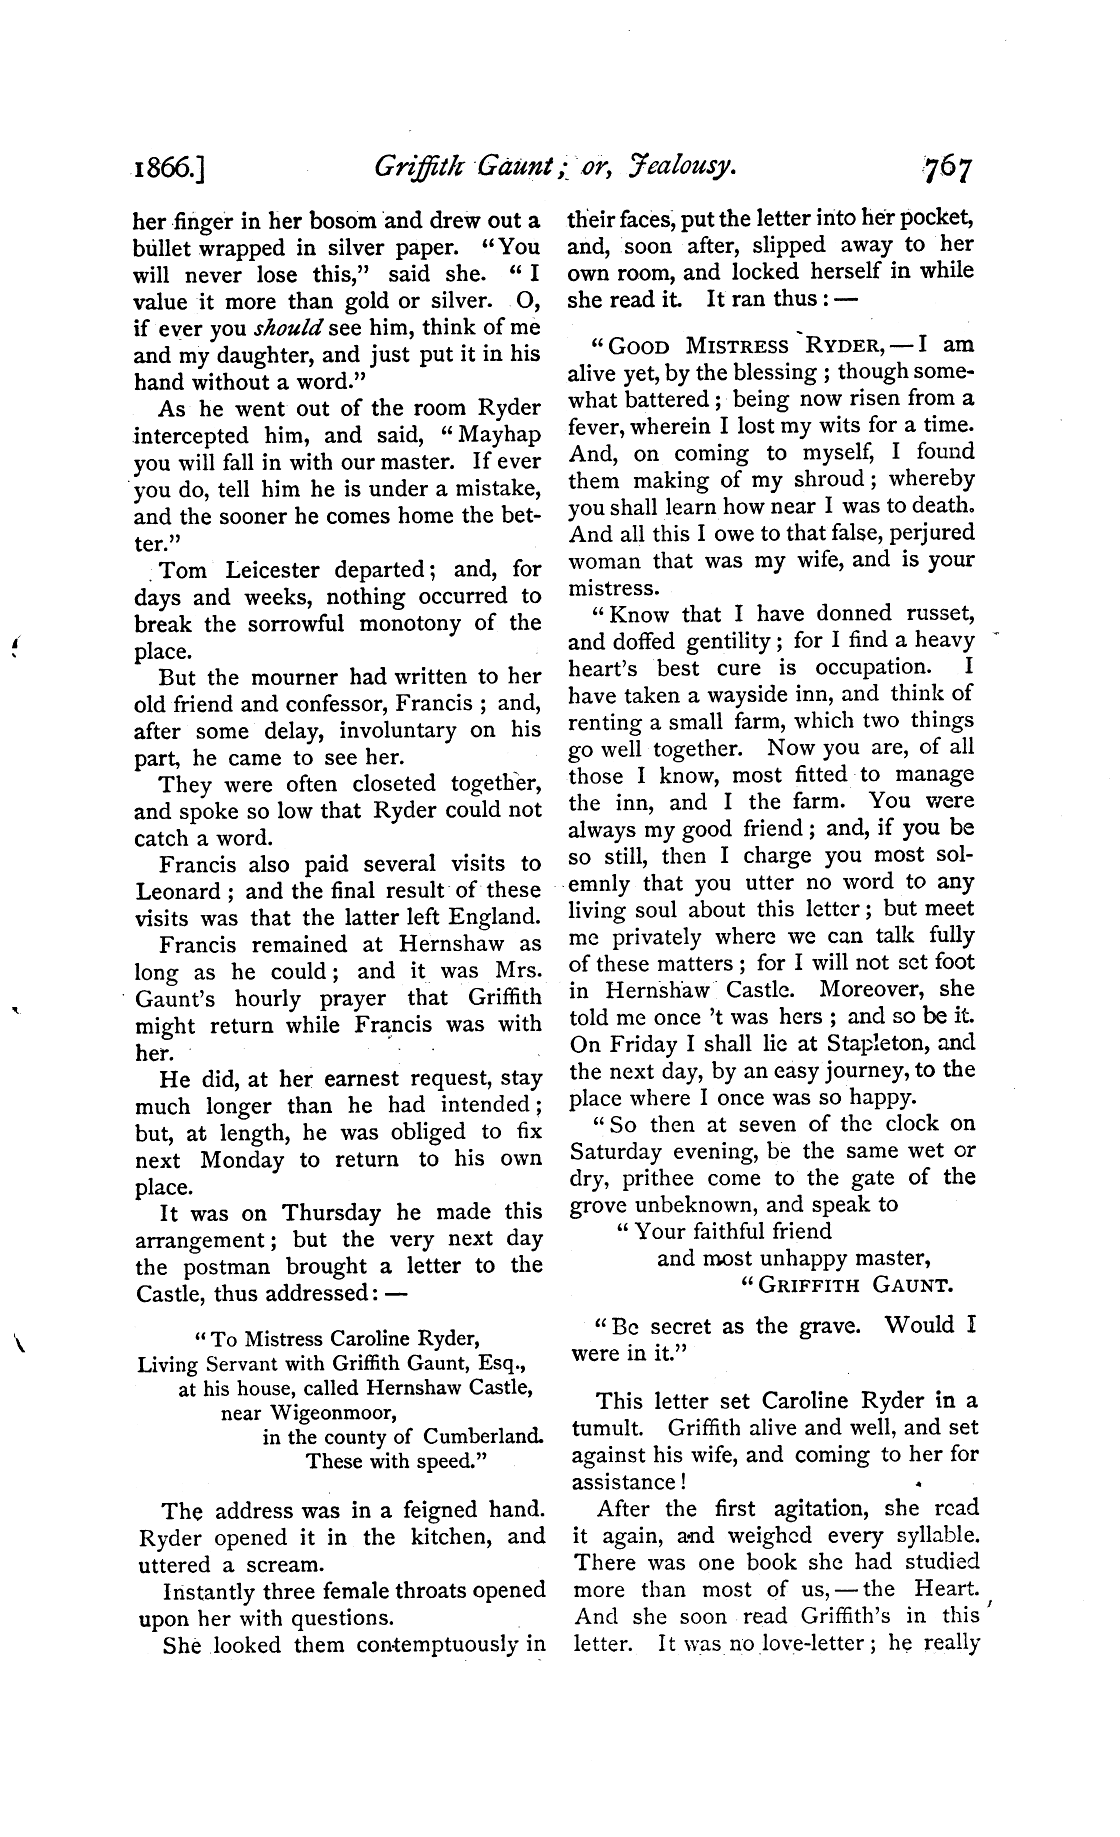 1866.] Griffith Gaunt; or, Jealousy. 767
her finger in her bosom and drew out a
bullet wrapped in silver paper. "You
will never lose this," said she. "I
value it more than gold or silver. O,
if ever you should see him, think of me
and my daughter, and just put it in his
hand without a word."
As he went out of the room Ryder
intercepted him, and said, "Mayhap
you will fall in with our master. If ever
you do, tell him he is under a mistake,
and the sooner he comes home the bet-
ter."
Tom Leicester departed; and, for
days and weeks, nothing occurred to
break the sorrowful monotony of the
place.
But the mourner had written to her
old friend and confessor, Francis; and,
after some delay, involuntary on his
part, he came to see her.
They were often closeted together,
and spoke so low that Ryder could not
catch a word.
Francis also paid several visits to
Leonard; and the final result of these
visits was that the latter left England.
Francis remained at Hernshaw as
long as he could; and it was Mrs.
Gaunt's hourly prayer that Griffith
might return while Francis was with
her.
He did, at her earnest request, stay
much longer than he had intended;
but, at length, he was obliged to fix
next Monday to return to his own
place.
It was on Thursday he made this
arrangement; but the very next day
the postman brought a letter to the
Castle, thus addressed:—
"To Mistress Caroline Ryder,
Living Servant with Griffith Gaunt, Esq.,
at his house, called Hernshaw Castle,
near Wigeonmoor,
in the county of Cumberland.
These with speed."
The address was in a feigned hand.
Ryder opened it in the kitchen, and
uttered a scream.
Instantly three female throats opened
upon her with questions.
She looked them contemptuously in
their faces, put the letter into her pocket,
and, soon after, slipped away to her
own room, and locked herself in while
she read it. It ran thus:—
"GOOD MISTRESS RYDER,—I am
alive yet, by the blessing; though some-
what battered; being now risen from a
fever, wherein I lost my wits for a time.
And, on coming to myself, I found
them making of my shroud; whereby
you shall learn how near I was to death.
And all this I owe to that false, perjured
woman that was my wife, and is your
mistress.
"Know that I have donned russet,
and doffed gentility; for I find a heavy
heart's best cure is occupation. I
have taken a wayside inn, and think of
renting a small farm, which two things
go well together. Now you are, of all
those I know, most fitted to manage
the inn, and I the farm. You were
always my good friend; and, if you be
so still, then I charge you most sol-
emnly that you utter no word to any
living soul about this letter; but meet
me privately where we can talk fully
of these matters; for I will not set foot
in Hernshaw Castle. Moreover, she
told me once 't was hers; and so be it.
On Friday I shall lie at Stapleton, and
the next day, by an easy journey, to the
place where I once was so happy.
"So then at seven of the clock on
Saturday evening, be the same wet or
dry, prithee come to the gate of the
grove unbeknown, and speak to
"Your faithful friend
and most unhappy master,
"GRIFFITH GAUNT.
"Be secret as the grave. Would I
were in it."
This letter set Caroline Ryder in a
tumult. Griffith alive and well, and set
against his wife, and coming to her for
assistance!
After the first agitation, she read
it again, and weighed every syllable.
There was one book she had studied
more than most of us,—the Heart.
And she soon read Griffith's in this
letter. It was no love-letter; he really